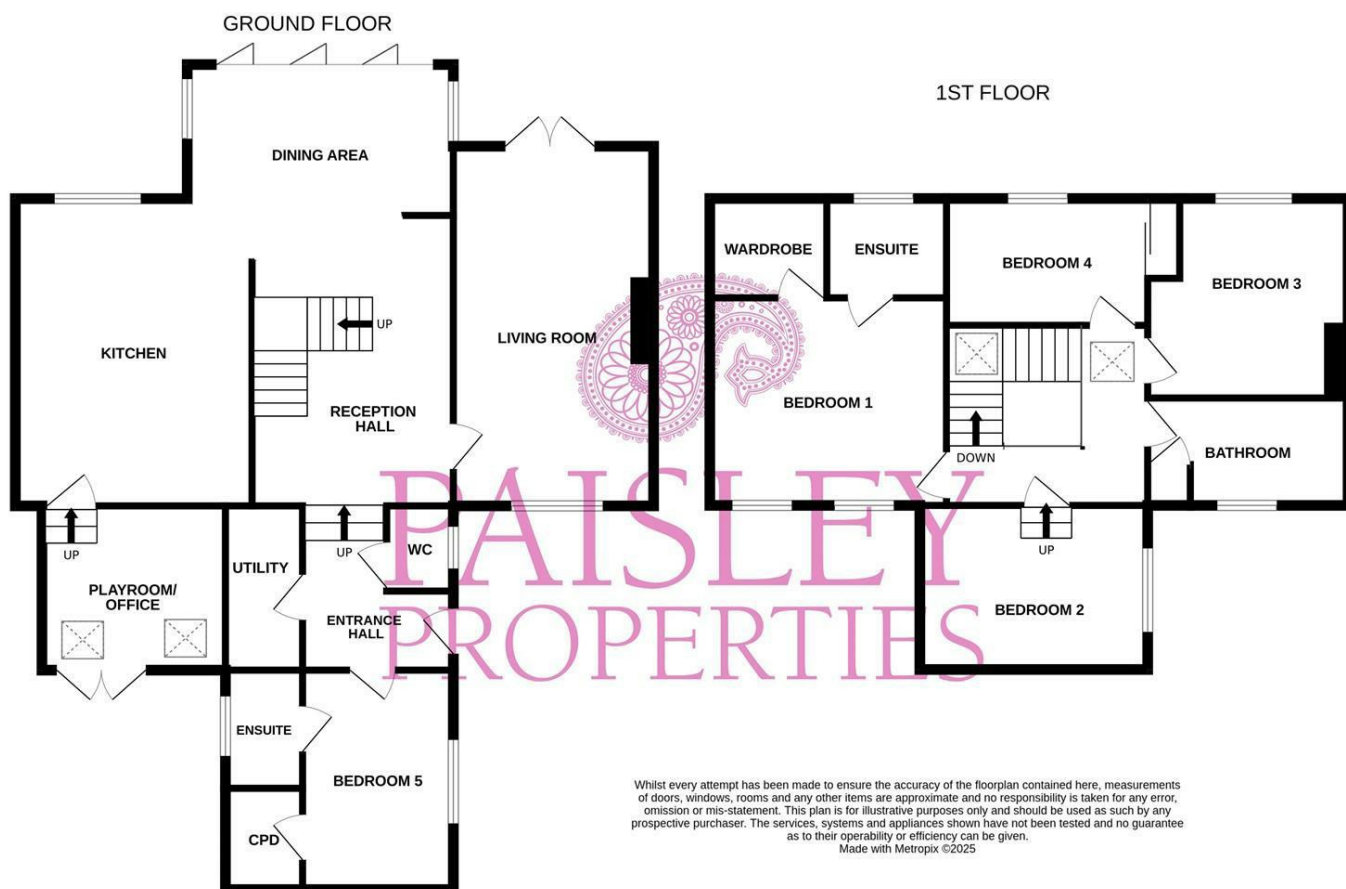 GROUND FLOOR
DINING AREA
KITCHEN
UP
LIVING ROOM
RECEPTION
HALL
UP
UP
WC
UTILITY
PLAYROOM/
OFFICE
ENTRANCE
HALL
ENSUITE
BEDROOM 5
CPD
1ST FLOOR
WARDROBE
ENSUITE
BEDROOM 4
BEDROOM 3
BEDROOM 1
DOWN
BATHROOM
UP
BEDROOM 2
PAISLEY
PROPERTIES
Whilst every attempt has been made to ensure the accuracy of the floorplan contained here, measurements
of doors, windows, rooms and any other items are approximate and no responsibility is taken for any error,
omission or mis-statement. This plan is for illustrative purposes only and should be used as such by any
prospective purchaser. The services, systems and appliances shown have not been tested and no guarantee
as to their operability or efficiency can be given.
Made with Metropix ©2025